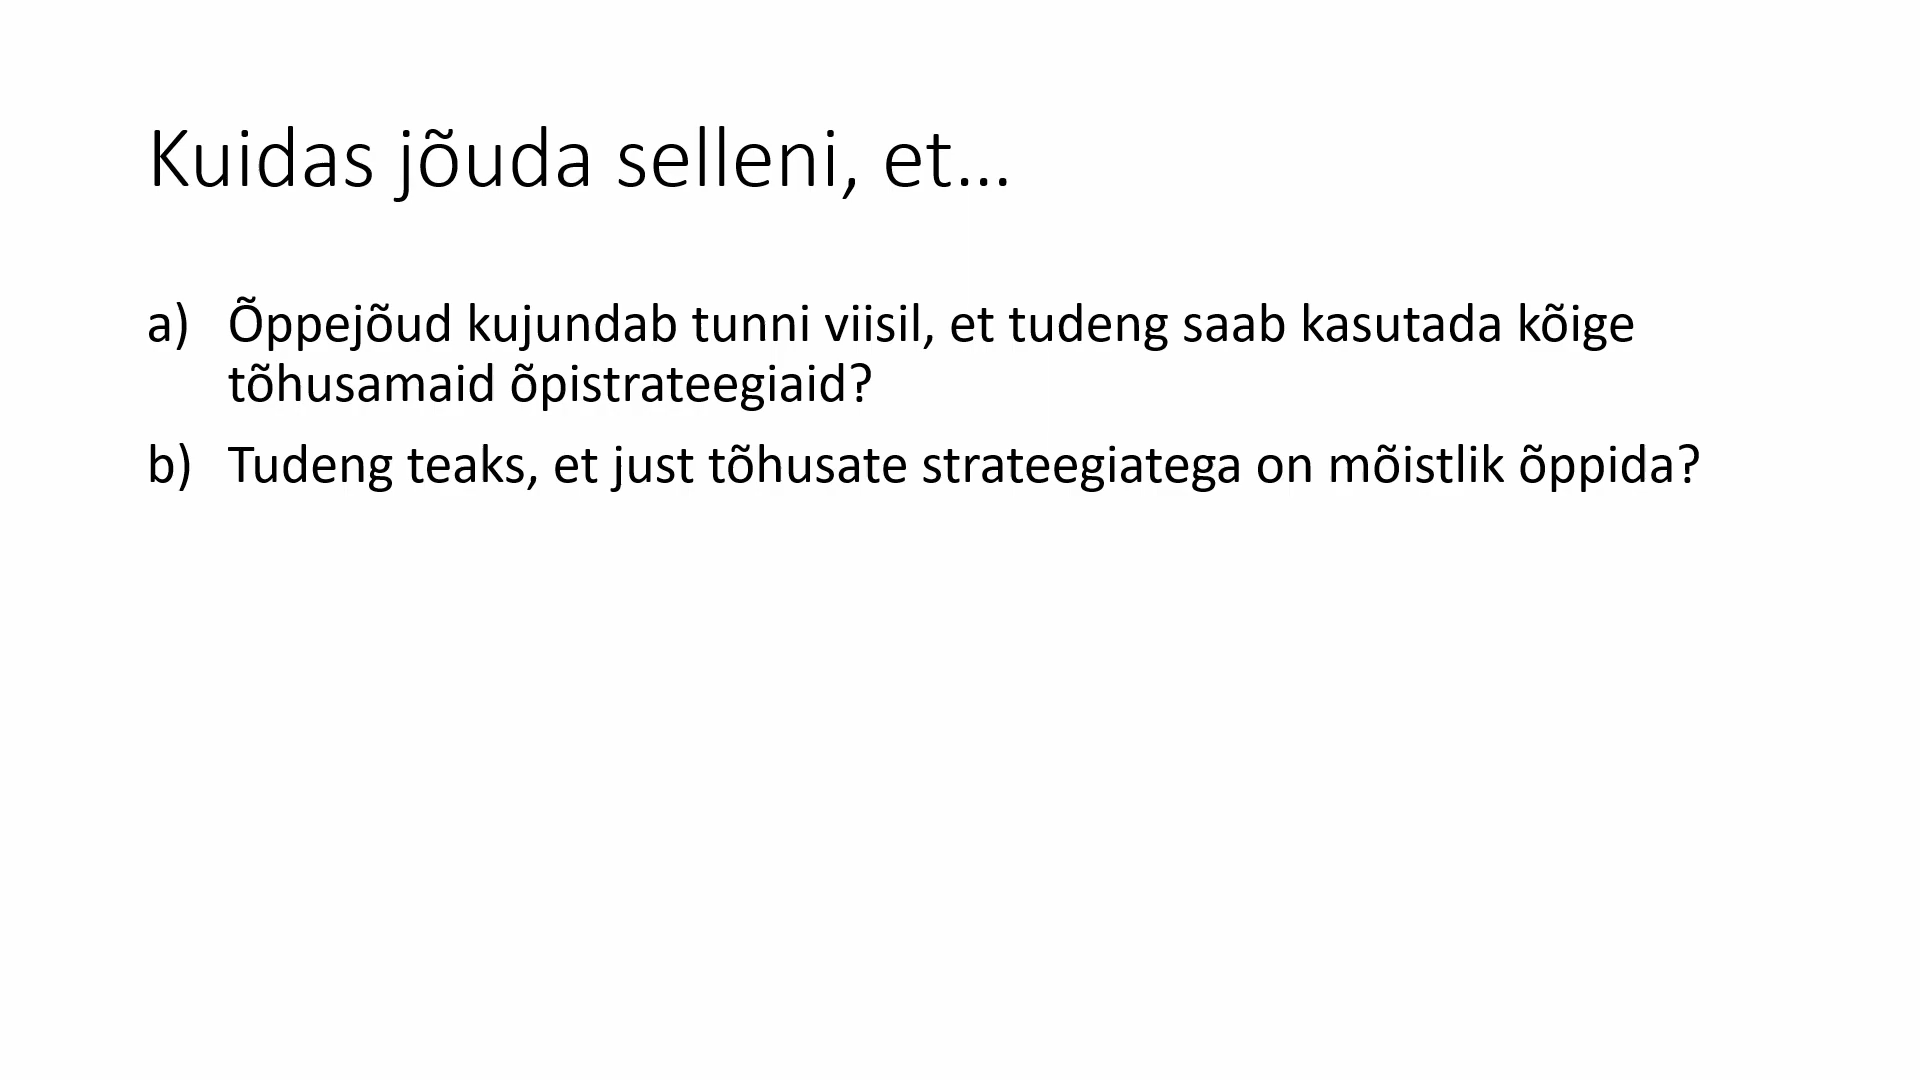 Kuidas jõuda selleni, et…
a) Õppejõud kujundab tunni viisil, et tudeng saab kasutada kõige
tõhusamaid õpistrateegiaid?
b) Tudeng teaks, et just tõhusate strateegiatega on mõistlik õppida?